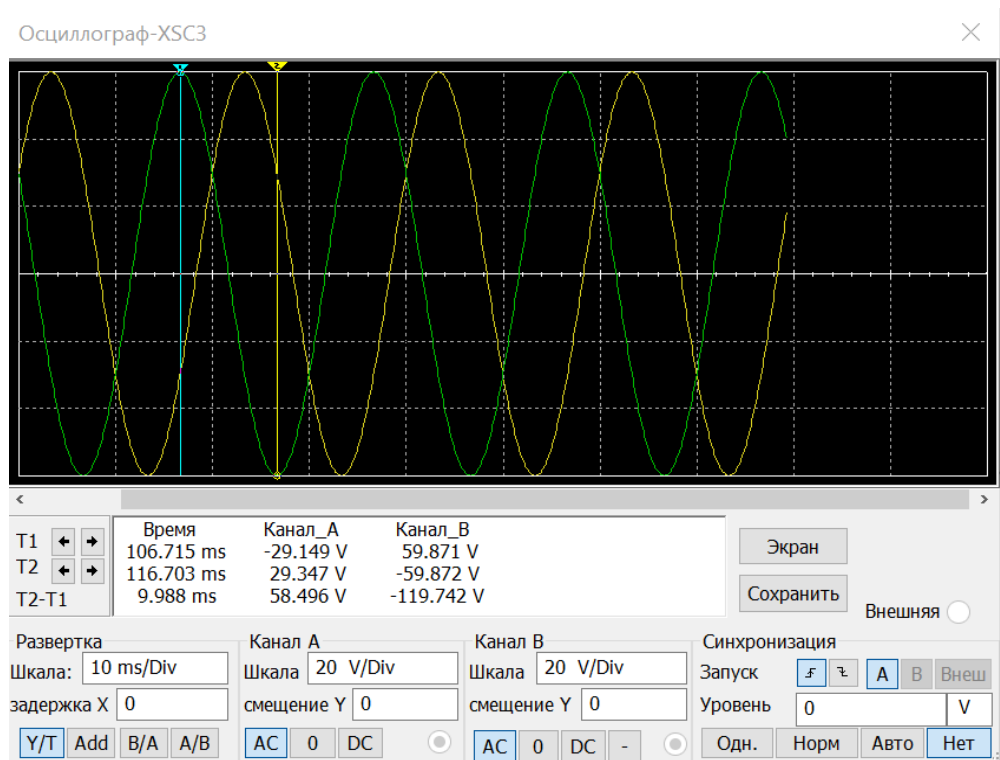 Осциллограф-XSC3
1 2
T1
T2
T2-T1
Время Канал_A Канал_B
106.715 ms -29.149 V 59.871 V
116.703 ms 29.347 V -59.872 V
9.988 ms 58.496 V -119.742 V
Экран
Сохранить
Внешняя
Развертка
Шкала: 10 ms/Div
задержка X 0
Y/T Add B/A A/B
Канал A
Шкала 20 V/Div
смещение Y 0
AC 0 DC
Канал B
Шкала 20 V/Div
смещение Y 0
AC 0 DC -
Синхронизация
Запуск A B Внеш
Уровень 0 V
Одн. Норм Авто Нет